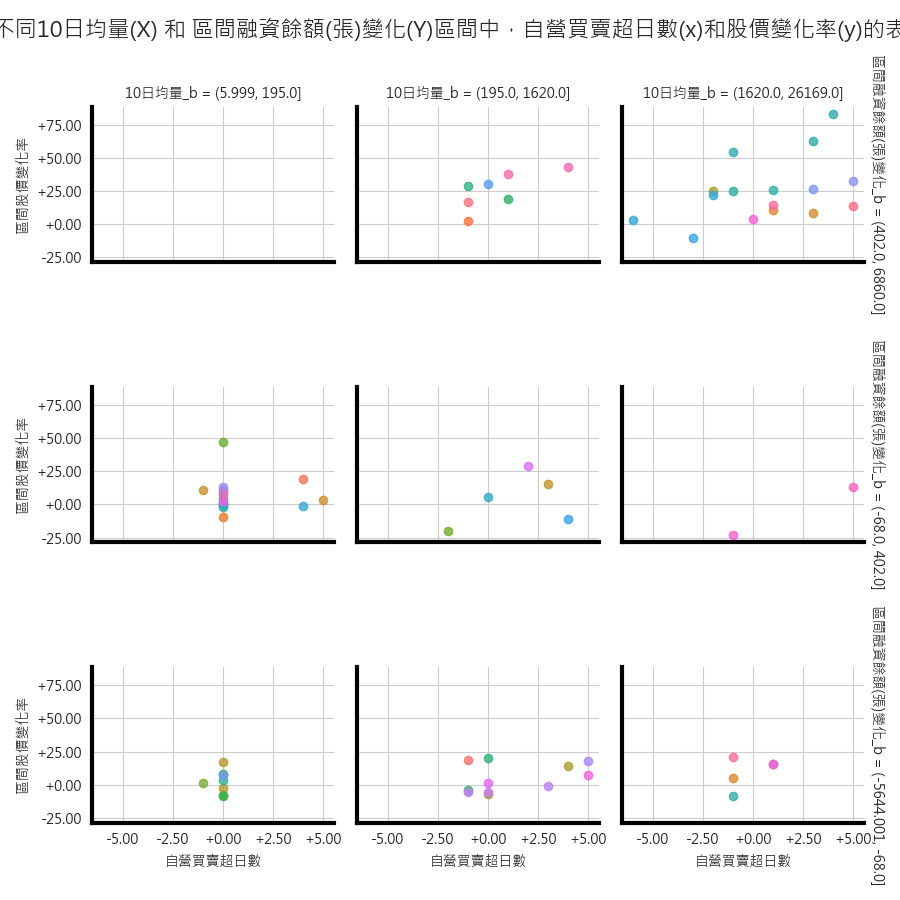 不同10日均量(X) 和 區間融資餘額(張)變化(Y)區間中，自營買賣超日數(x)和股價變化率(y)的表
10日均量_b = (5.999, 195.0]
10日均量_b = (195.0, 1620.0]
10日均量_b = (1620.0, 26169.0]
區間股價變化率
+75.00
+50.00
+25.00
+0.00
-25.00
區間融資餘額(張)變化_b = (402.0, 6860.0]
區間股價變化率
+75.00
+50.00
+25.00
+0.00
-25.00
區間融資餘額(張)變化_b = (-68.0, 402.0]
區間股價變化率
+75.00
+50.00
+25.00
+0.00
-25.00
區間融資餘額(張)變化_b = (-5644.001, -68.0]
-5.00 -2.50 +0.00 +2.50 +5.00
-5.00 -2.50 +0.00 +2.50 +5.00
-5.00 -2.50 +0.00 +2.50 +5.00
自營買賣超日數
自營買賣超日數
自營買賣超日數